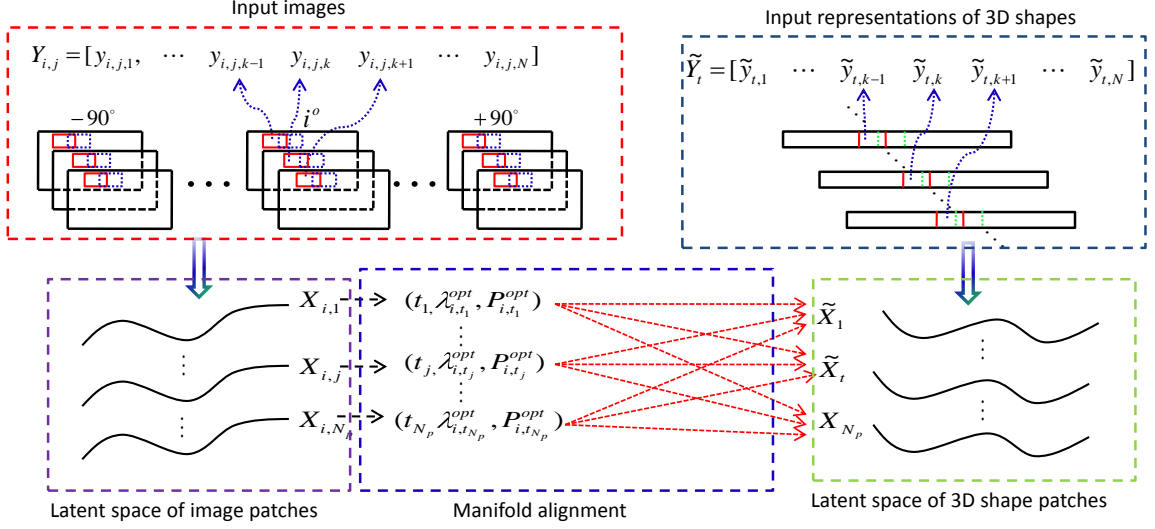 Input images
Y_{i,j} = [y_{i,j,1}, ⋯ y_{i,j,k-1} y_{i,j,k} y_{i,j,k+1} ⋯ y_{i,j,N}]
−90° i^o +90°
Input representations of 3D shapes
Ỹ_t = [ỹ_{t,1} ⋯ ỹ_{t,k-1} ỹ_{t,k} ỹ_{t,k+1} ⋯ ỹ_{t,N}]
X_{i,1} (t_{1,} λ^{opt}_{i,t_1}, P^{opt}_{i,t_1}) X̃_1
X_{i,j} (t_j, λ^{opt}_{i,t_j}, P^{opt}_{i,t_j}) X̃_t
X_{i,N_p} (t_{N_p} λ^{opt}_{i,t_{N_p}}, P^{opt}_{i,t_{N_p}}) X_{N_p}
Latent space of image patches
Manifold alignment
Latent space of 3D shape patches